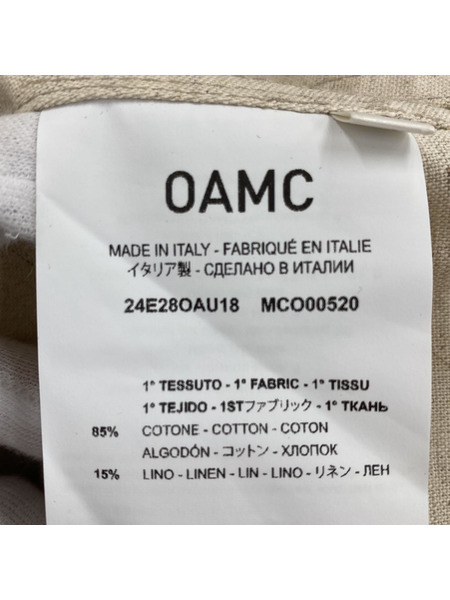 OAMC
MADE IN ITALY - FABRIQUÉ EN ITALIE
イタリア製 - СДЕЛАНО В ИТАЛИИ
24E28OAU18 MCO00520
1° TESSUTO - 1° FABRIC - 1° TISSU
1° TEJIDO - 1STファブリック - 1° ТКАНЬ
85% COTONE - COTTON - COTON
ALGODÓN - コットン - ХЛОПОК
15% LINO - LINEN - LIN - LINO - リネン - ЛЕН